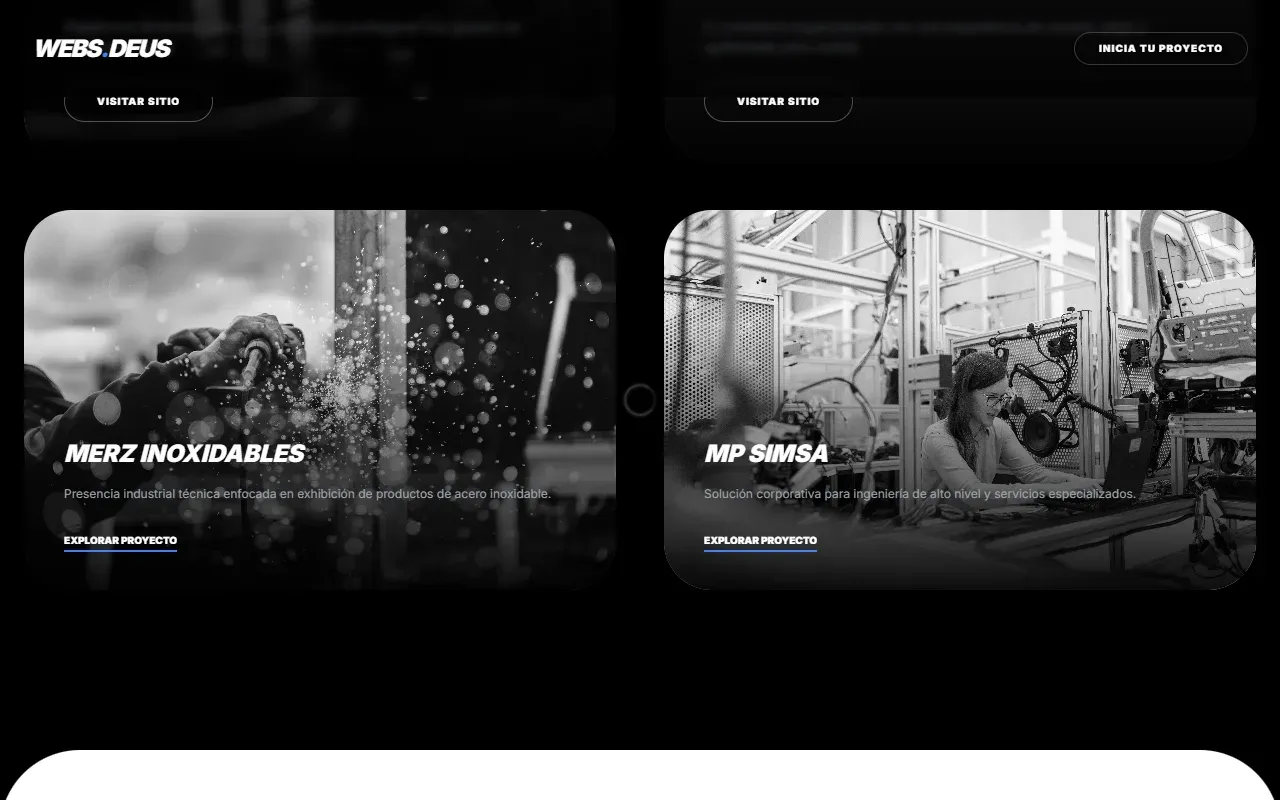 WEBS.DEUS
INICIA TU PROYECTO
VISITAR SITIO
VISITAR SITIO
MERZ INOXIDABLES
Presencia industrial técnica enfocada en exhibición de productos de acero inoxidable.
EXPLORAR PROYECTO
MP SIMSA
Solución corporativa para ingeniería de alto nivel y servicios especializados.
EXPLORAR PROYECTO